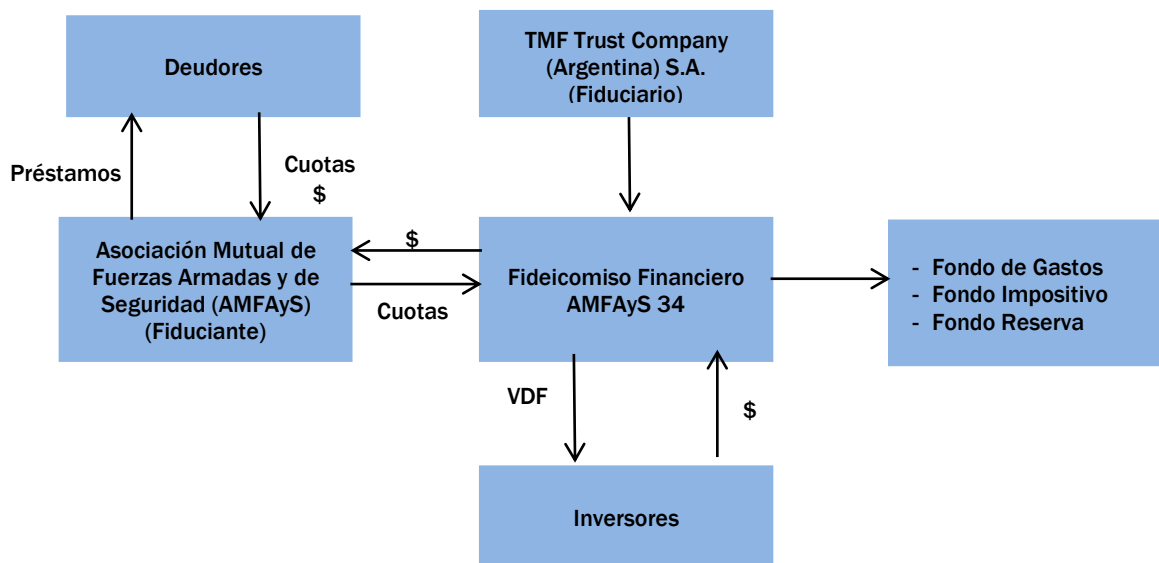 Deudores
TMF Trust Company
(Argentina) S.A.
(Fiduciario)
Préstamos
Cuotas
$
Asociación Mutual de
Fuerzas Armadas y de
Seguridad (AMFAyS)
(Fiduciante)
$
Cuotas
Fideicomiso Financiero
AMFAyS 34
- Fondo de Gastos
- Fondo Impositivo
- Fondo Reserva
VDF
$
Inversores